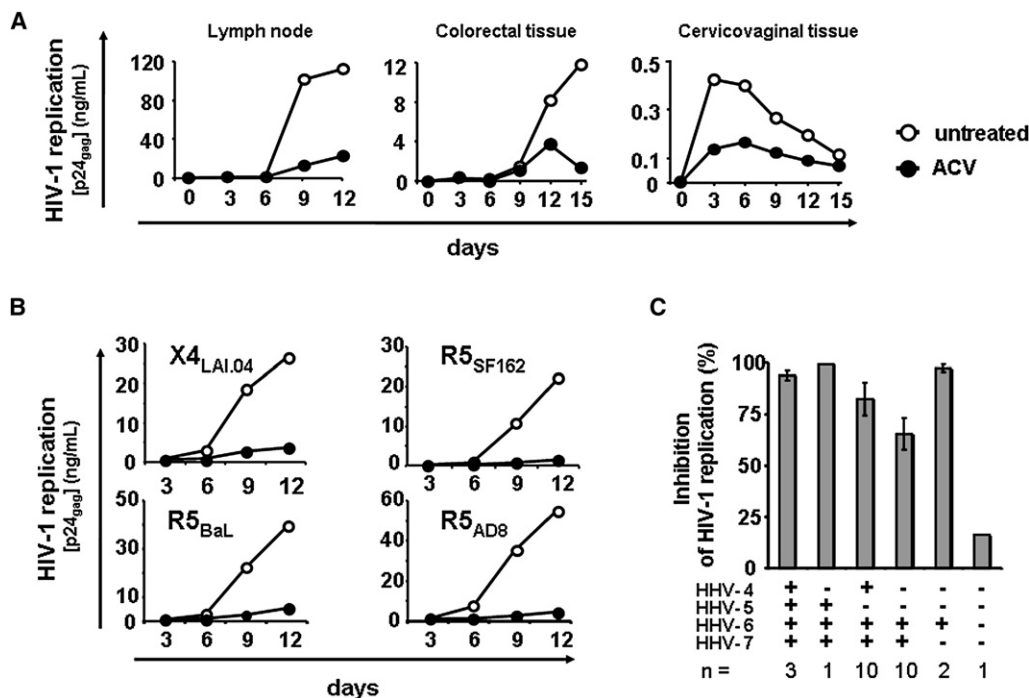 A
Lymph node Colorectal tissue Cervicovaginal tissue
HIV-1 replication
[p24gag] (ng/mL)
120
80
40
0
0 3 6 9 12
12
8
4
0
0 3 6 9 12 15
0.5
0.3
0.1
0
0 3 6 9 12 15
untreated
ACV
days
B
HIV-1 replication
[p24gag] (ng/mL)
X4LAI.04
30
20
10
0
3 6 9 12
R5SF162
30
20
10
0
3 6 9 12
R5BaL
50
30
10
0
3 6 9 12
R5AD8
60
40
20
0
3 6 9 12
days
C
Inhibition
of HIV-1 replication (%)
100
75
50
25
0
HHV-4 + - + - - -
HHV-5 + + - - - -
HHV-6 + + + + + -
HHV-7 + + + + - -
n = 3 1 10 10 2 1